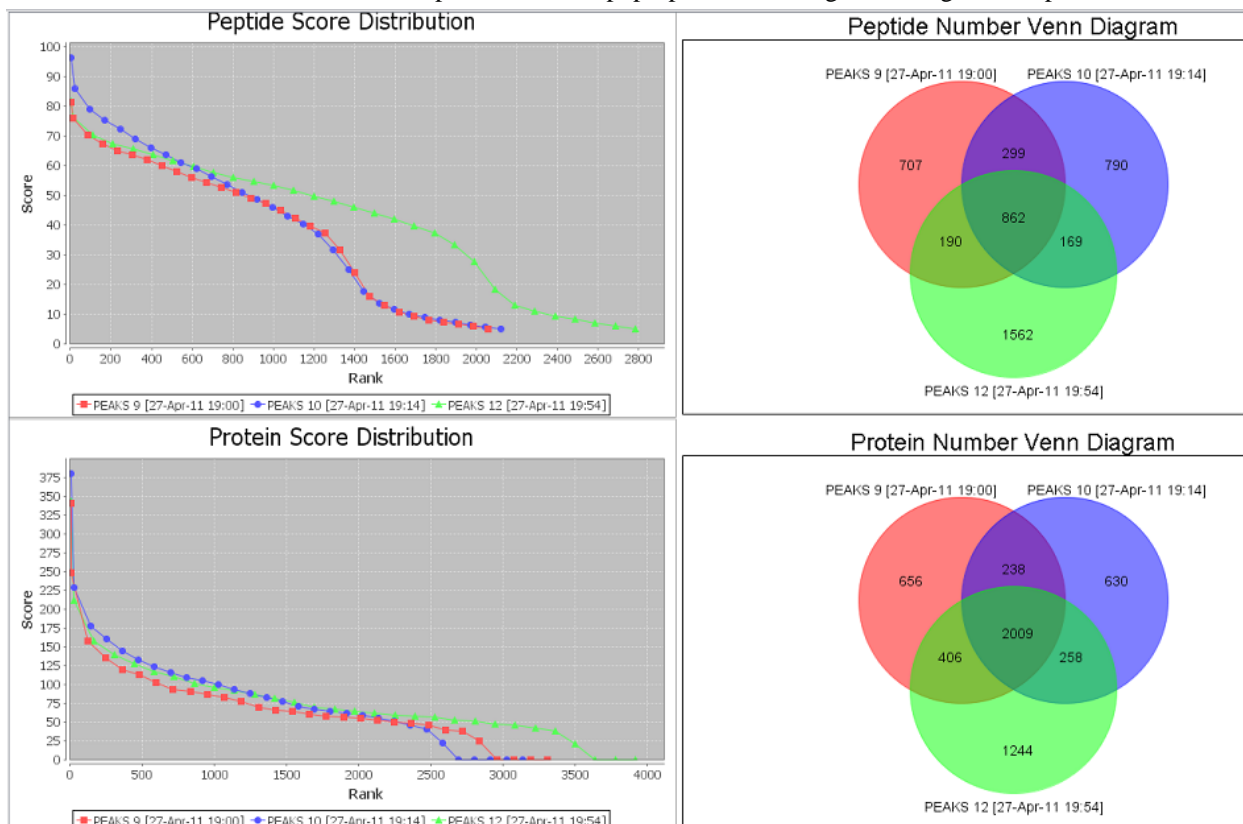 Peptide Score Distribution
100
90
80
70
60
50
40
30
20
10
0
Score
0 200 400 600 800 1000 1200 1400 1600 1800 2000 2200 2400 2600 2800
Rank
PEAKS 9 [27-Apr-11 19:00] PEAKS 10 [27-Apr-11 19:14] PEAKS 12 [27-Apr-11 19:54]
Peptide Number Venn Diagram
PEAKS 9 [27-Apr-11 19:00] PEAKS 10 [27-Apr-11 19:14]
707 299 790
862
190 169
1562
PEAKS 12 [27-Apr-11 19:54]
Protein Score Distribution
375
350
325
300
275
250
225
200
175
150
125
100
75
50
25
0
Score
0 500 1000 1500 2000 2500 3000 3500 4000
Rank
PEAKS 9 [27-Apr-11 19:00] PEAKS 10 [27-Apr-11 19:14] PEAKS 12 [27-Apr-11 19:54]
Protein Number Venn Diagram
PEAKS 9 [27-Apr-11 19:00] PEAKS 10 [27-Apr-11 19:14]
656 238 630
2009
406 258
1244
PEAKS 12 [27-Apr-11 19:54]